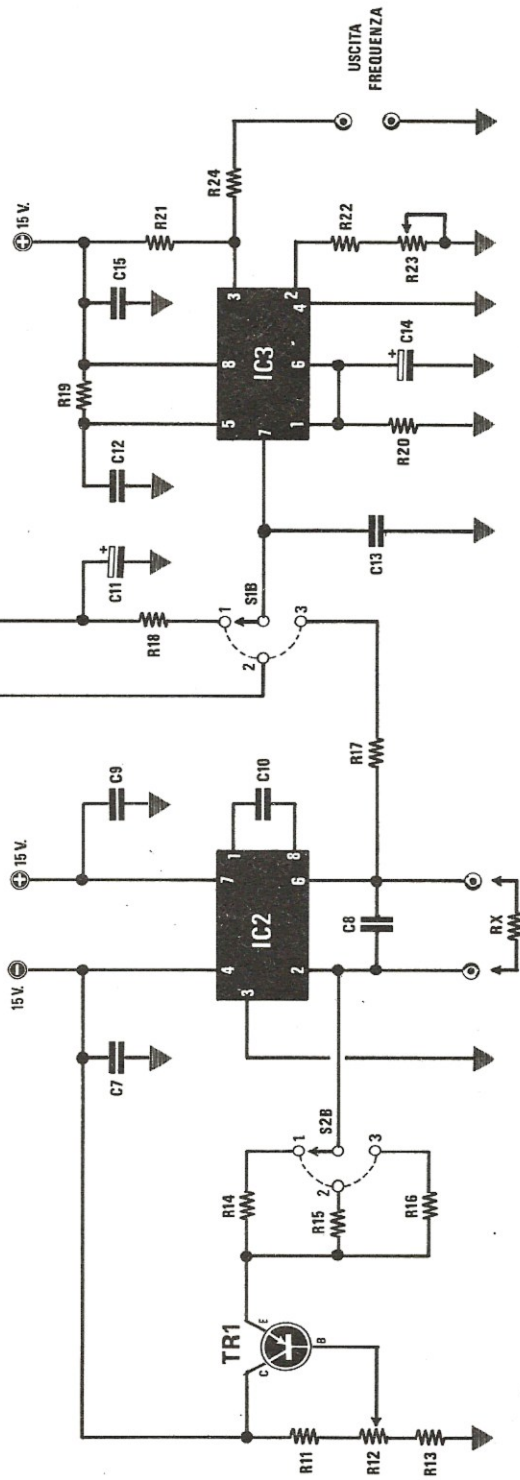 15 V.
15 V.
15 V.
C7
C9
C11
+
C12
R19
C15
R21
R18
R24
USCITA
FREQUENZA
TR1
C
E
B
R11
R12
R13
R14
R15
R16
1
2
3
S2B
IC2
4
7
3
1
2
6
8
C10
C8
RX
R17
1
2
3
S1B
C13
IC3
5
8
3
7
1
6
4
2
R20
+
C14
R22
R23